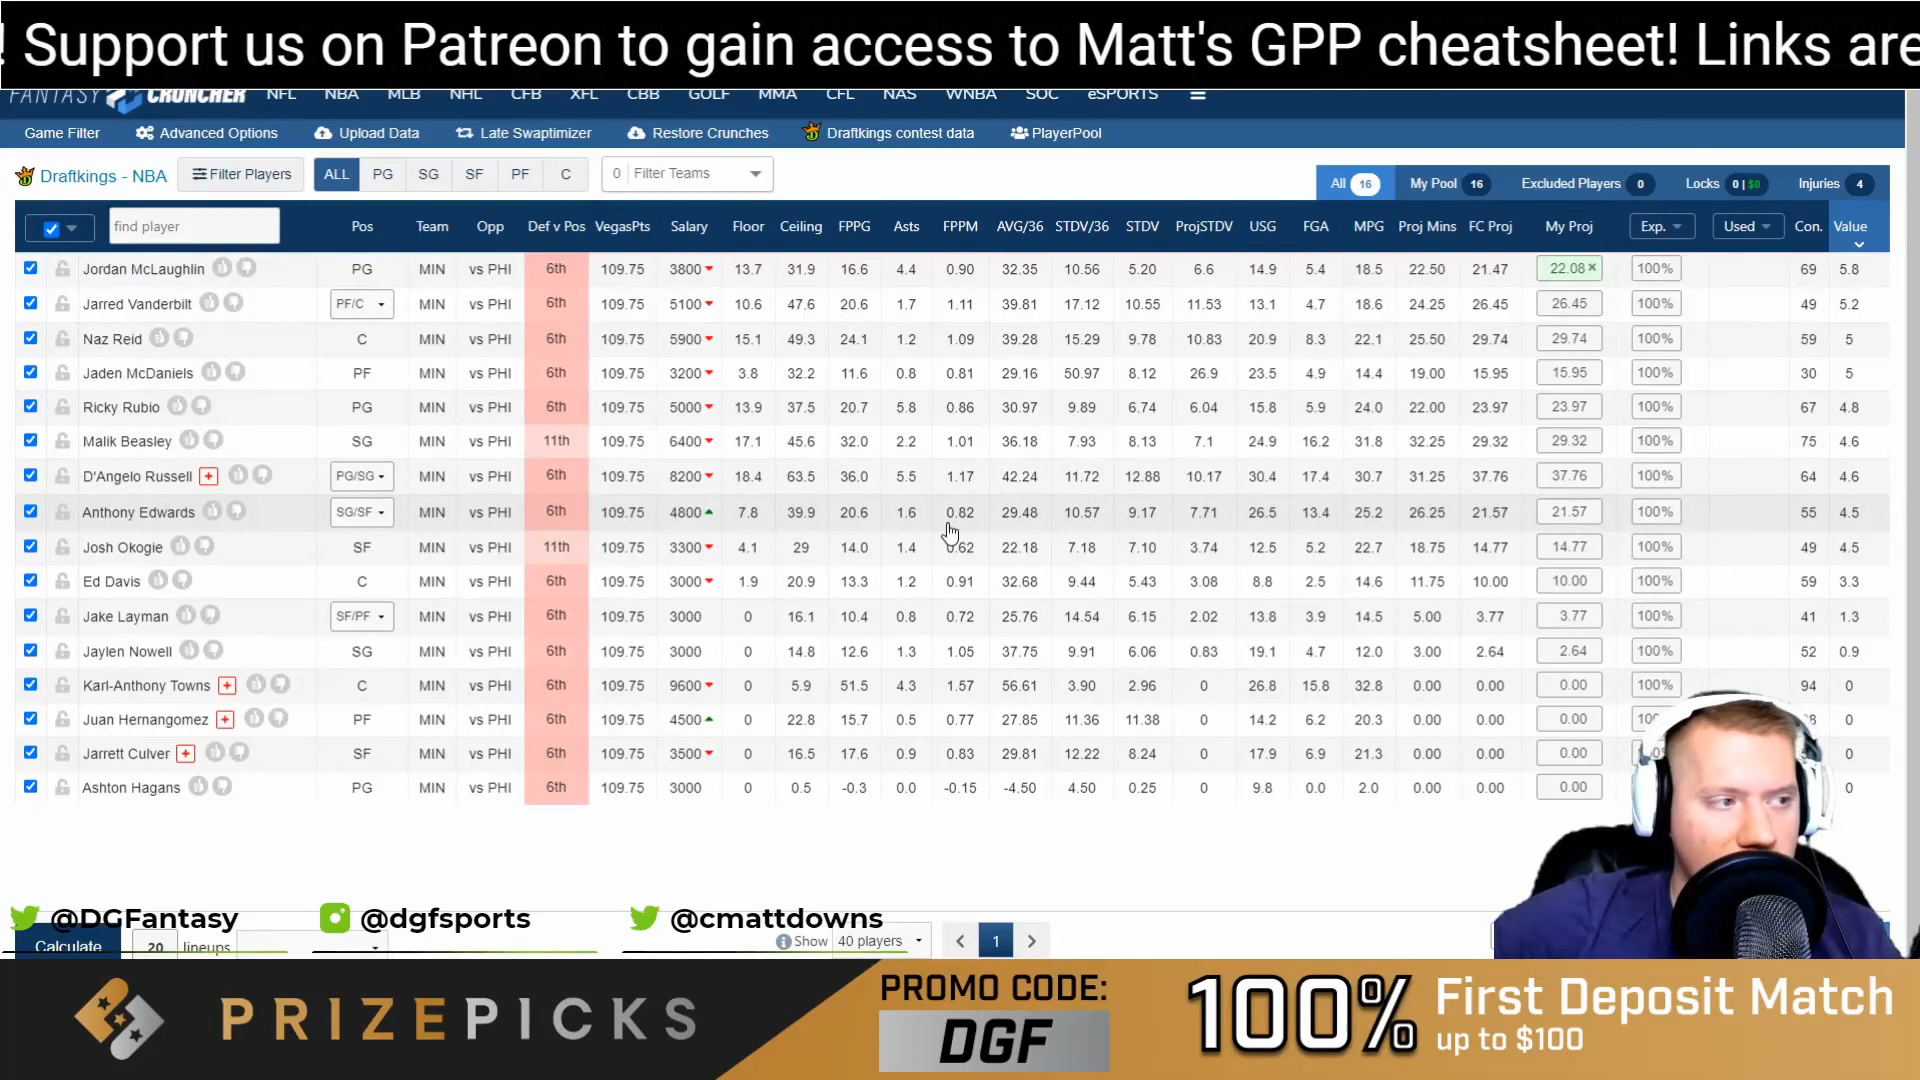 ! Support us on Patreon to gain access to Matt's GPP cheatsheet! Links are
FANTASY CRUNCHER NFL NBA MLB NHL CFB XFL CBB GOLF MMA CFL NAS WNBA SOC eSPORTS
Game Filter Advanced Options Upload Data Late Swaptimizer Restore Crunches Draftkings contest data PlayerPool
Draftkings - NBA Filter Players ALL PG SG SF PF C 0 Filter Teams All 16 My Pool 16 Excluded Players 0 Locks 0 | $0 Injuries 4
find player Pos Team Opp Def v Pos VegasPts Salary Floor Ceiling FPPG Asts FPPM AVG/36 STDV/36 STDV ProjSTDV USG FGA MPG Proj Mins FC Proj My Proj Exp. Used Con. Value
Jordan McLaughlin PG MIN vs PHI 6th 109.75 3800 13.7 31.9 16.6 4.4 0.90 32.35 10.56 5.20 6.6 14.9 5.4 18.5 22.50 21.47 22.08 × 100% 69 5.8
Jarred Vanderbilt PF/C MIN vs PHI 6th 109.75 5100 10.6 47.6 20.6 1.7 1.11 39.81 17.12 10.55 11.53 13.1 4.7 18.6 24.25 26.45 26.45 100% 49 5.2
Naz Reid C MIN vs PHI 6th 109.75 5900 15.1 49.3 24.1 1.2 1.09 39.28 15.29 9.78 10.83 20.9 8.3 22.1 25.50 29.74 29.74 100% 59 5
Jaden McDaniels PF MIN vs PHI 6th 109.75 3200 3.8 32.2 11.6 0.8 0.81 29.16 50.97 8.12 26.9 23.5 4.9 14.4 19.00 15.95 15.95 100% 30 5
Ricky Rubio PG MIN vs PHI 6th 109.75 5000 13.9 37.5 20.7 5.8 0.86 30.97 9.89 6.74 6.04 15.8 5.9 24.0 22.00 23.97 23.97 100% 67 4.8
Malik Beasley SG MIN vs PHI 11th 109.75 6400 17.1 45.6 32.0 2.2 1.01 36.18 7.93 8.13 7.1 24.9 16.2 31.8 32.25 29.32 29.32 100% 75 4.6
D'Angelo Russell PG/SG MIN vs PHI 6th 109.75 8200 18.4 63.5 36.0 5.5 1.17 42.24 11.72 12.88 10.17 30.4 17.4 30.7 31.25 37.76 37.76 100% 64 4.6
Anthony Edwards SG/SF MIN vs PHI 6th 109.75 4800 7.8 39.9 20.6 1.6 0.82 29.48 10.57 9.17 7.71 26.5 13.4 25.2 26.25 21.57 21.57 100% 55 4.5
Josh Okogie SF MIN vs PHI 11th 109.75 3300 4.1 29 14.0 1.4 0.62 22.18 7.18 7.10 3.74 12.5 5.2 22.7 18.75 14.77 14.77 100% 49 4.5
Ed Davis C MIN vs PHI 6th 109.75 3000 1.9 20.9 13.3 1.2 0.91 32.68 9.44 5.43 3.08 8.8 2.5 14.6 11.75 10.00 10.00 100% 59 3.3
Jake Layman SF/PF MIN vs PHI 6th 109.75 3000 0 16.1 10.4 0.8 0.72 25.76 14.54 6.15 2.02 13.8 3.9 14.5 5.00 3.77 3.77 100% 41 1.3
Jaylen Nowell SG MIN vs PHI 6th 109.75 3000 0 14.8 12.6 1.3 1.05 37.75 9.91 6.06 0.83 19.1 4.7 12.0 3.00 2.64 2.64 100% 52 0.9
Karl-Anthony Towns C MIN vs PHI 6th 109.75 9600 0 5.9 51.5 4.3 1.57 56.61 3.90 2.96 0 26.8 15.8 32.8 0.00 0.00 0.00 100% 94 0
Juan Hernangomez PF MIN vs PHI 6th 109.75 4500 0 22.8 15.7 0.5 0.77 27.85 11.36 11.38 0 14.2 6.2 20.3 0.00 0.00 0.00 0
Jarrett Culver SF MIN vs PHI 6th 109.75 3500 0 16.5 17.6 0.9 0.83 29.81 12.22 8.24 0 17.9 6.9 21.3 0.00 0.00 0.00 0
Ashton Hagans PG MIN vs PHI 6th 109.75 3000 0 0.5 -0.3 0.0 -0.15 -4.50 4.50 0.25 0 9.8 0.0 2.0 0.00 0.00 0.00 0
@DGFantasy @dgfsports @cmattdowns
Calculate 20 lineups Show 40 players 1
PRIZEPICKS
PROMO CODE:
DGF
100% First Deposit Match
up to $100